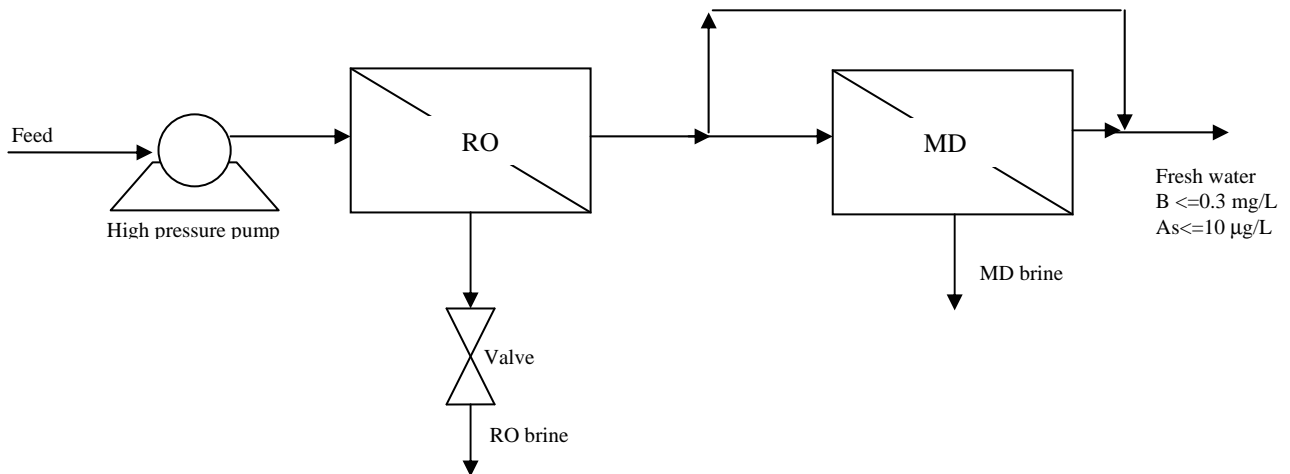 Feed
High pressure pump
RO
MD
Fresh water
B <=0.3 mg/L
As<=10 μg/L
MD brine
Valve
RO brine